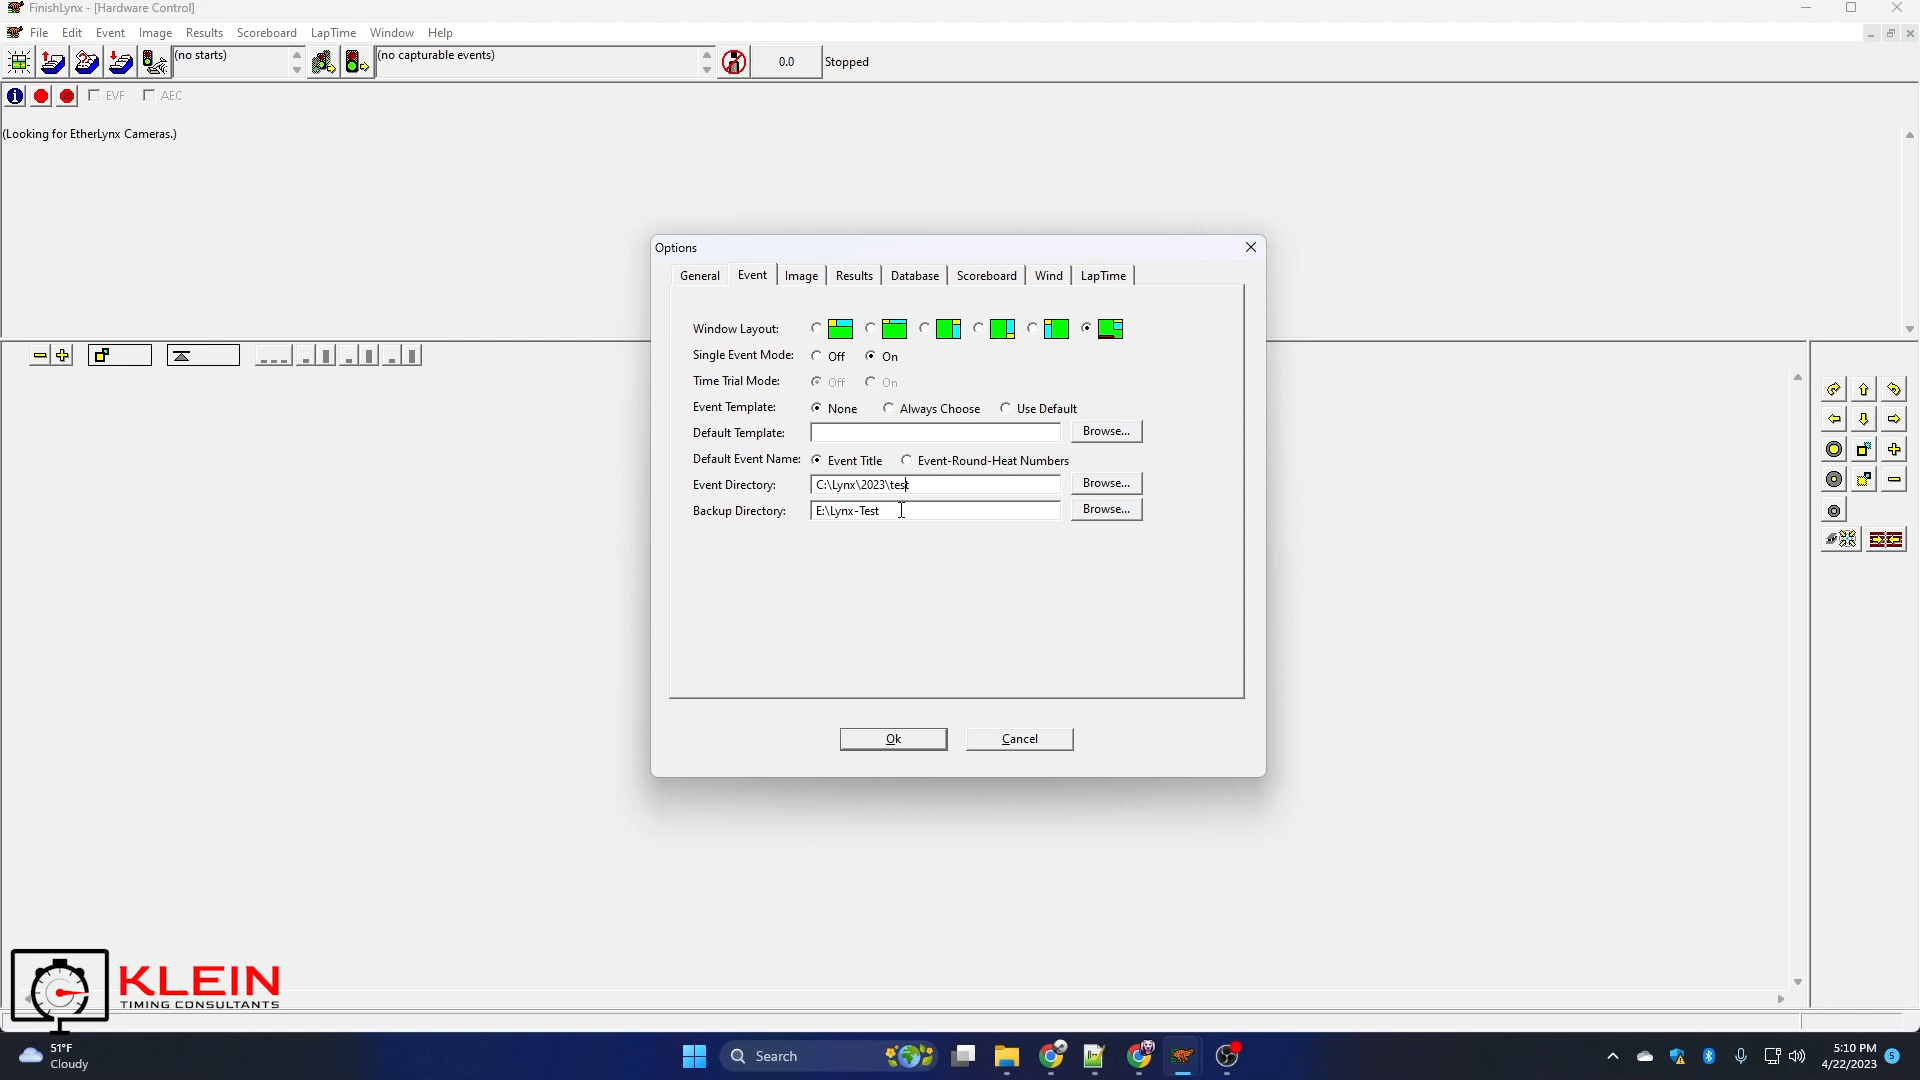 FinishLynx - [Hardware Control]
File Edit Event Image Results Scoreboard LapTime Window Help
(no starts)
(no capturable events)
0.0
Stopped
EVF
AEC
(Looking for EtherLynx Cameras.)
Options
General Event Image Results Database Scoreboard Wind LapTime
Window Layout:
Single Event Mode: Off On
Time Trial Mode: Off On
Event Template: None Always Choose Use Default
Default Template: Browse...
Default Event Name: Event Title Event-Round-Heat Numbers
Event Directory: C:\Lynx\2023\test Browse...
Backup Directory: E:\Lynx-Test Browse...
Ok Cancel
KLEIN
TIMING CONSULTANTS
51°F
Cloudy
Search
5:10 PM
4/22/2023
5